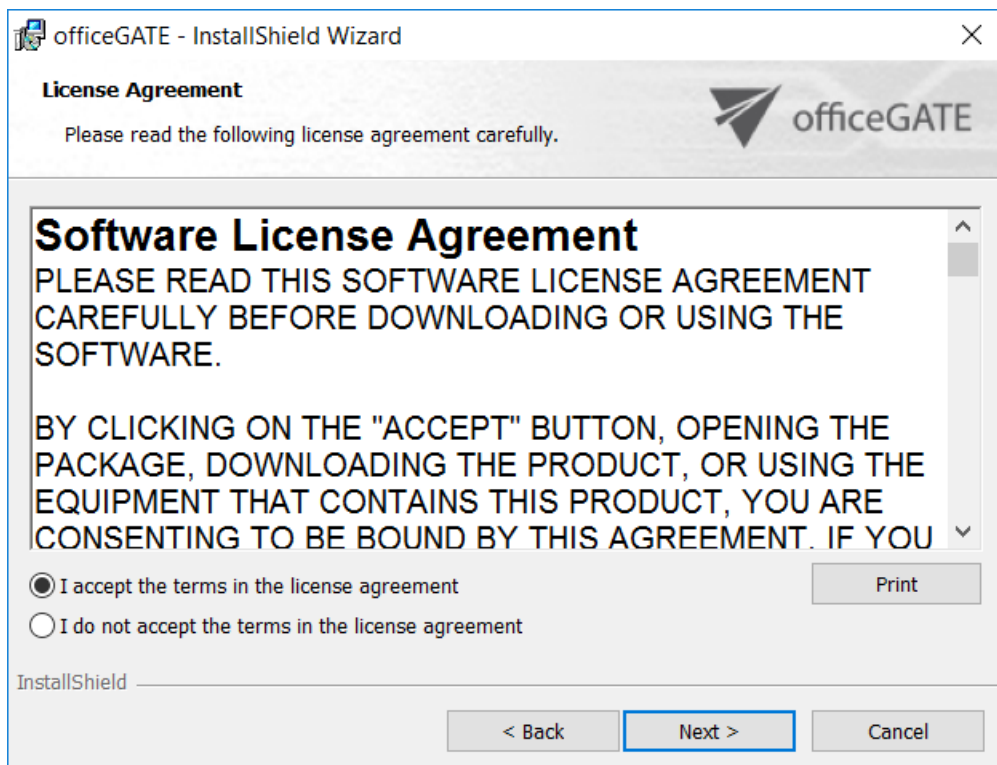 officeGATE - InstallShield Wizard
License Agreement
Please read the following license agreement carefully.
officeGATE
Software License Agreement
PLEASE READ THIS SOFTWARE LICENSE AGREEMENT
CAREFULLY BEFORE DOWNLOADING OR USING THE
SOFTWARE.
BY CLICKING ON THE "ACCEPT" BUTTON, OPENING THE
PACKAGE, DOWNLOADING THE PRODUCT, OR USING THE
EQUIPMENT THAT CONTAINS THIS PRODUCT, YOU ARE
CONSENTING TO BE BOUND BY THIS AGREEMENT. IF YOU
I accept the terms in the license agreement
Print
I do not accept the terms in the license agreement
InstallShield
< Back
Next >
Cancel